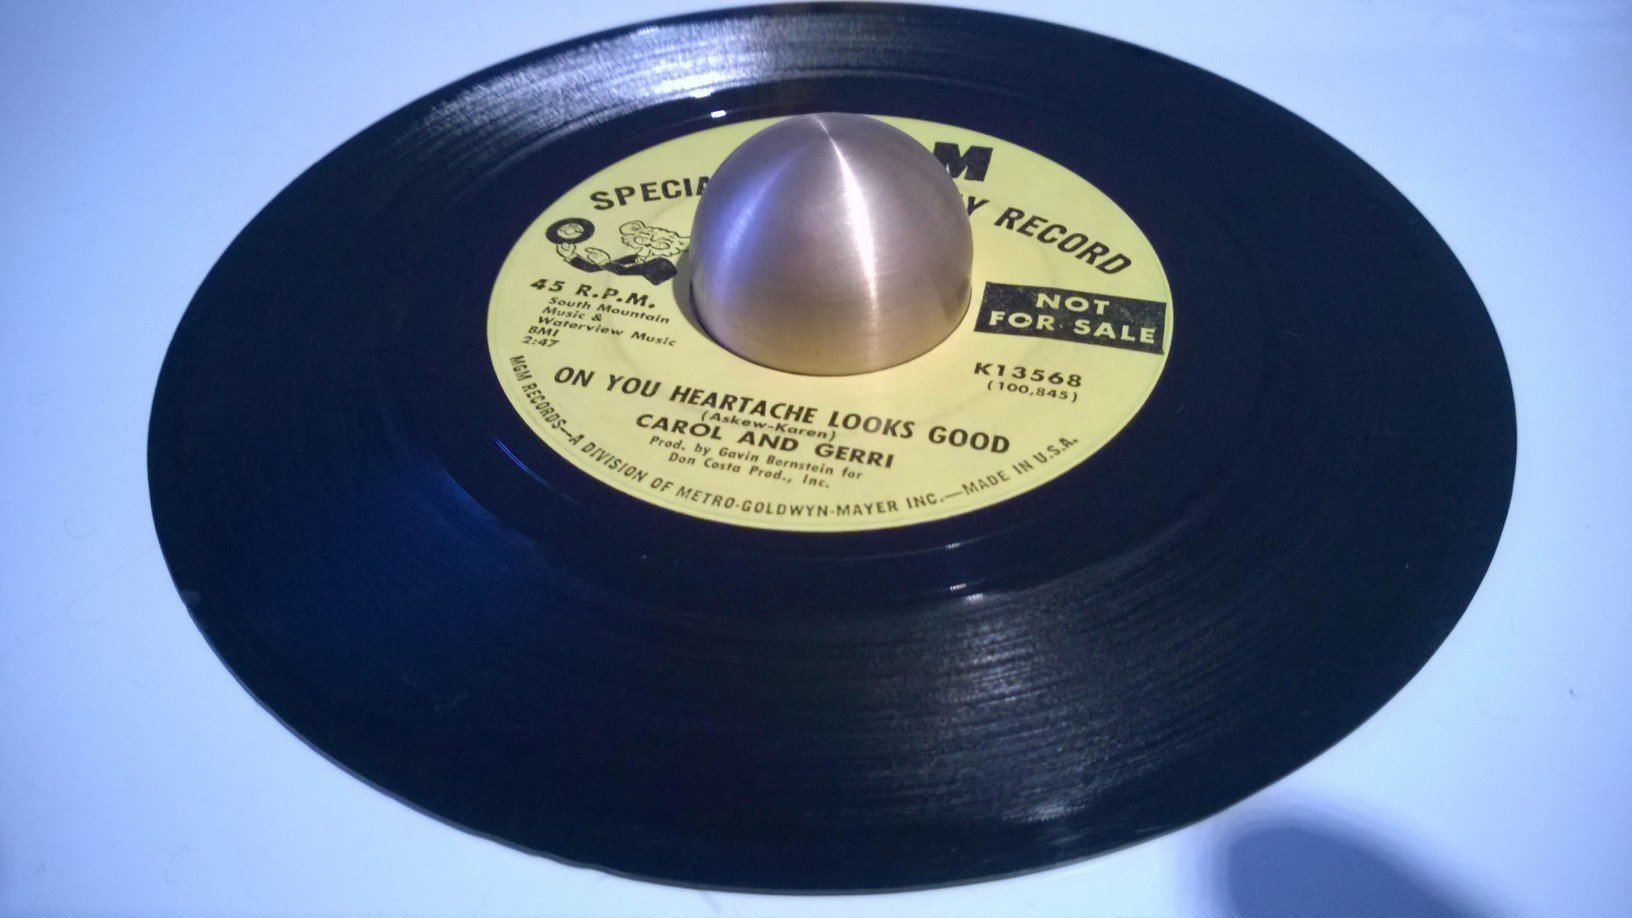 M
SPECIA
Y RECORD
NOT
FOR SALE
45 R.P.M.
South Mountain
Music &
Waterview Music
BMI
2:47
K13568
(100,845)
ON YOU HEARTACHE LOOKS GOOD
(Askew-Karen)
CAROL AND GERRI
Prod. by Gavin Bernstein for
Don Costa Prod., Inc.
MGM RECORDS—A DIVISION OF METRO-GOLDWYN-MAYER INC.—MADE IN U.S.A.